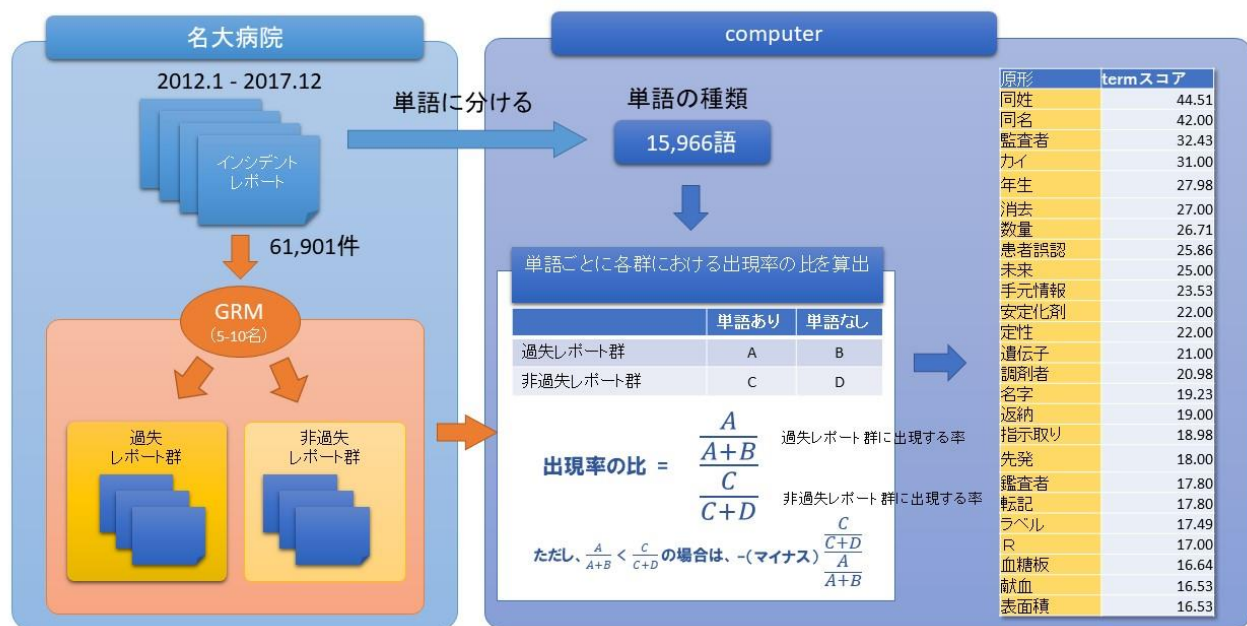 名大病院
2012.1 - 2017.12
インシデント
レポート
61,901件
GRM
(5-10名)
過失
レポート群
非過失
レポート群
単語に分ける
computer
単語の種類
15,966語
単語ごとに各群における出現率の比を算出
単語あり 単語なし
過失レポート群 A B
非過失レポート群 C D
出現率の比 = A/(A+B) / C/(C+D)
過失レポート群に出現する率
非過失レポート群に出現する率
ただし、A/(A+B) < C/(C+D) の場合は、-(マイナス) C/(C+D) / A/(A+B)
原形 termスコア
同姓 44.51
同名 42.00
監査者 32.43
カイ 31.00
年生 27.98
消去 27.00
数量 26.71
患者誤認 25.86
未来 25.00
手元情報 23.53
安定化剤 22.00
定性 22.00
遺伝子 21.00
調剤者 20.98
名字 19.23
返納 19.00
指示取り 18.98
先発 18.00
鑑査者 17.80
転記 17.80
ラベル 17.49
R 17.00
血糖板 16.64
献血 16.53
表面積 16.53